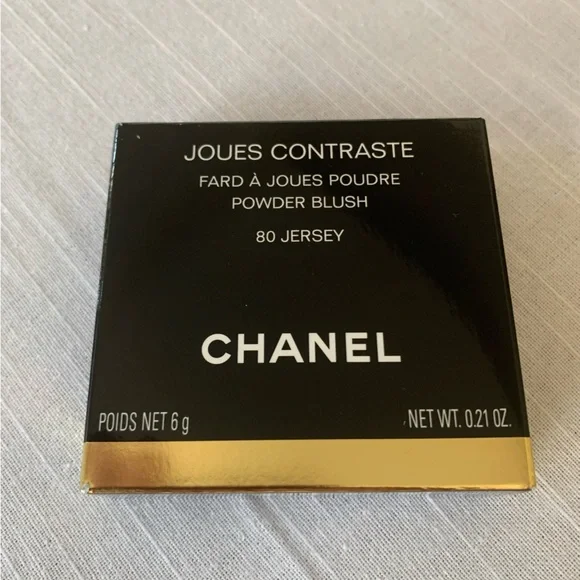 JOUES CONTRASTE
FARD À JOUES POUDRE
POWDER BLUSH
80 JERSEY
CHANEL
POIDS NET 6 g
NET WT. 0.21 OZ.